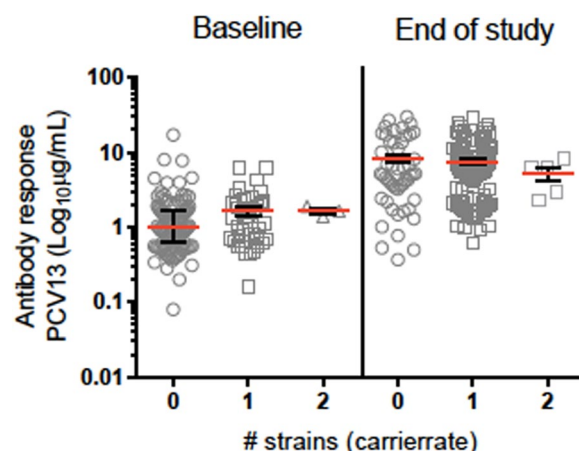 Baseline
End of study
Antibody response
PCV13 (Log10µg/mL)
100
10
1
0.1
0.01
0
1
2
0
1
2
# strains (carrierrate)